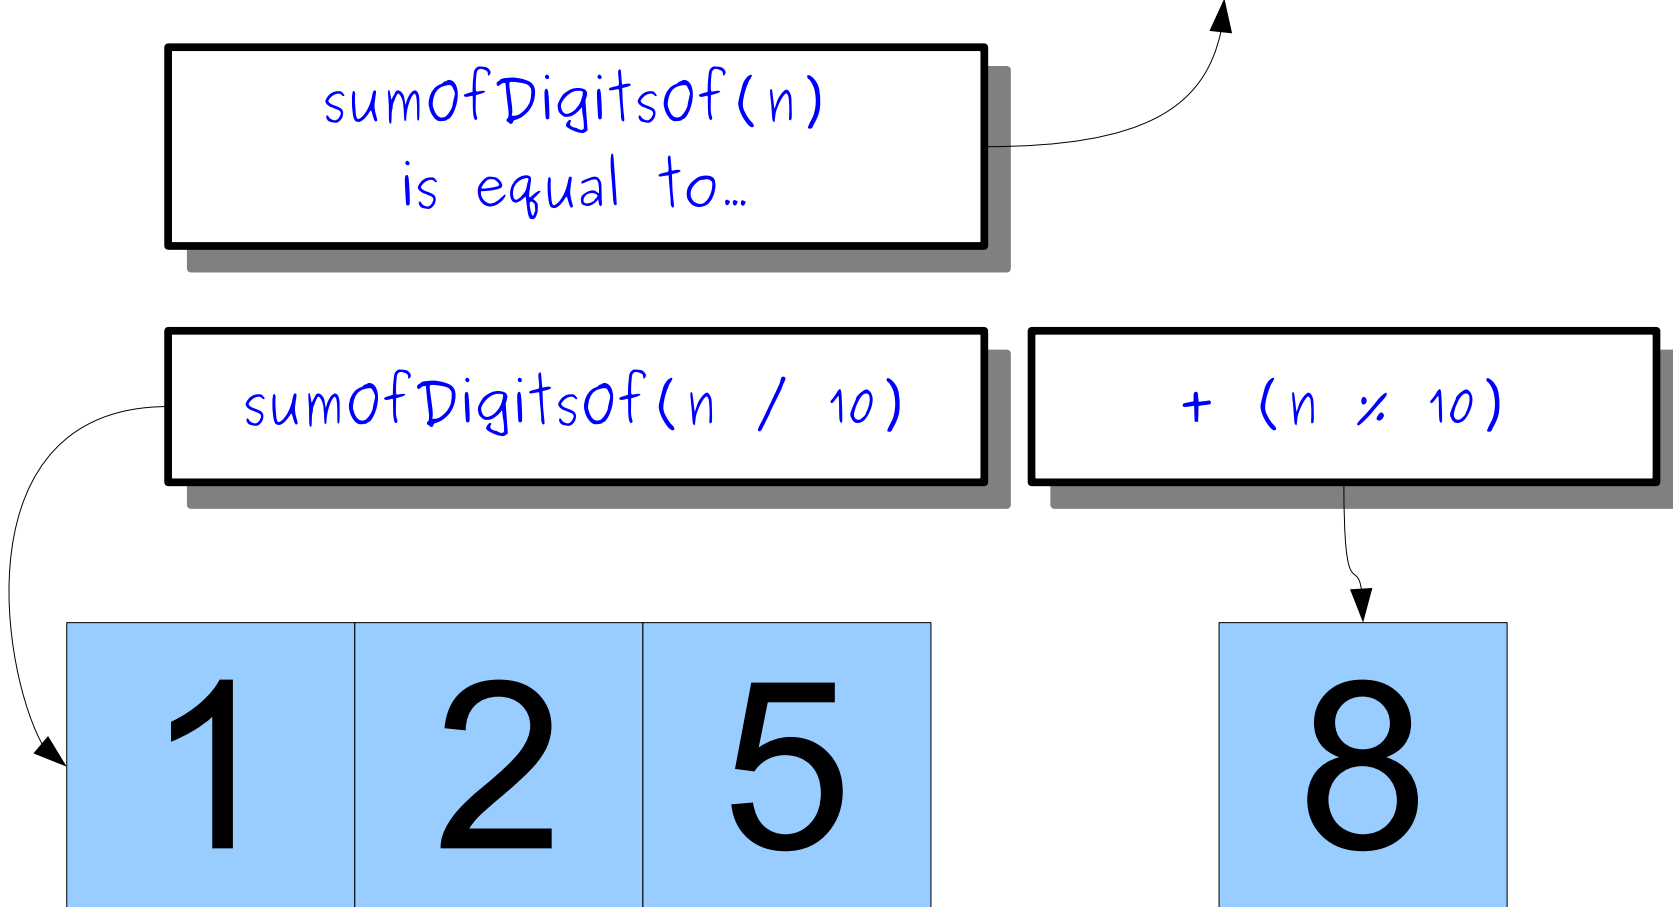 sumOfDigitsOf(n)
is equal to...
sumOfDigitsOf(n / 10)
+ (n % 10)
1 2 5 8